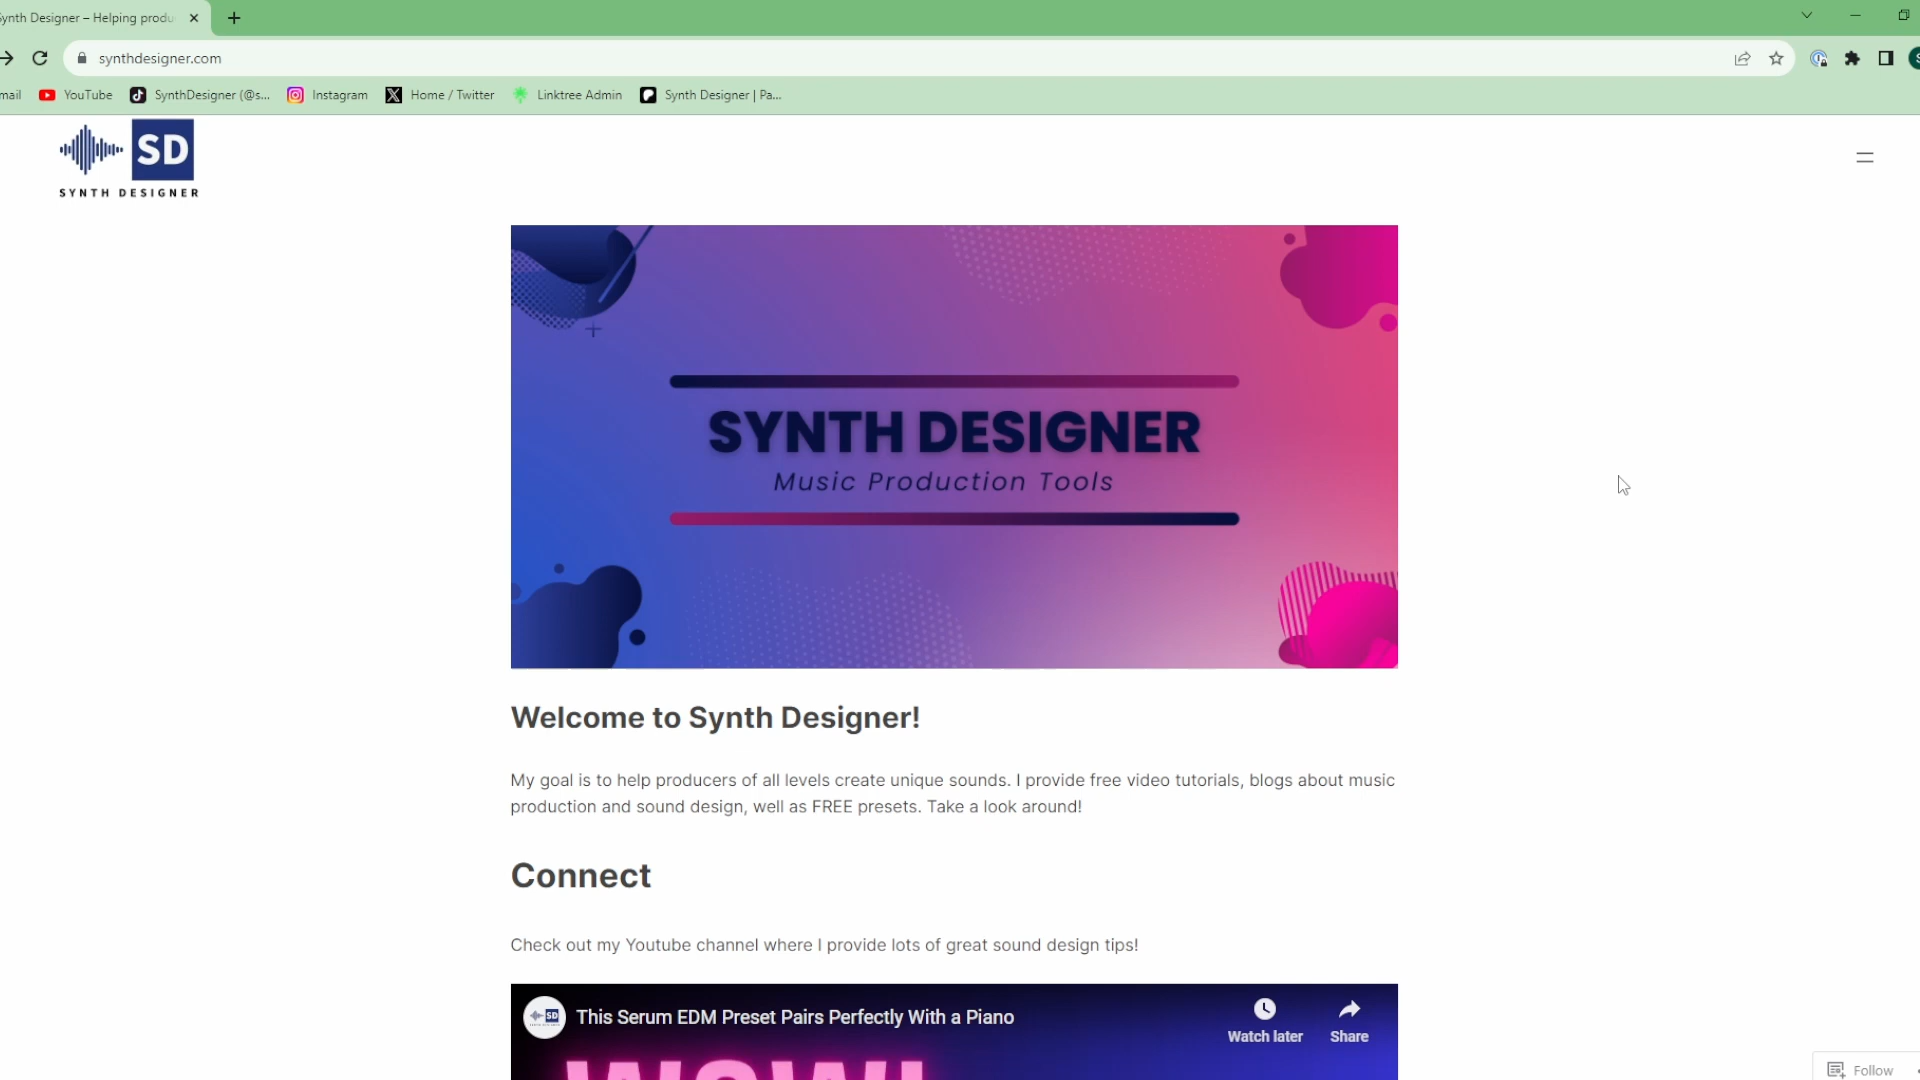 Synth Designer – Helping produ
synthdesigner.com
mail YouTube SynthDesigner (@s... Instagram Home / Twitter Linktree Admin Synth Designer | Pa...
SD
SYNTH DESIGNER
SYNTH DESIGNER
Music Production Tools
Welcome to Synth Designer!
My goal is to help producers of all levels create unique sounds. I provide free video tutorials, blogs about music
production and sound design, well as FREE presets. Take a look around!
Connect
Check out my Youtube channel where I provide lots of great sound design tips!
SD This Serum EDM Preset Pairs Perfectly With a Piano
Watch later Share
WOW!
Follow